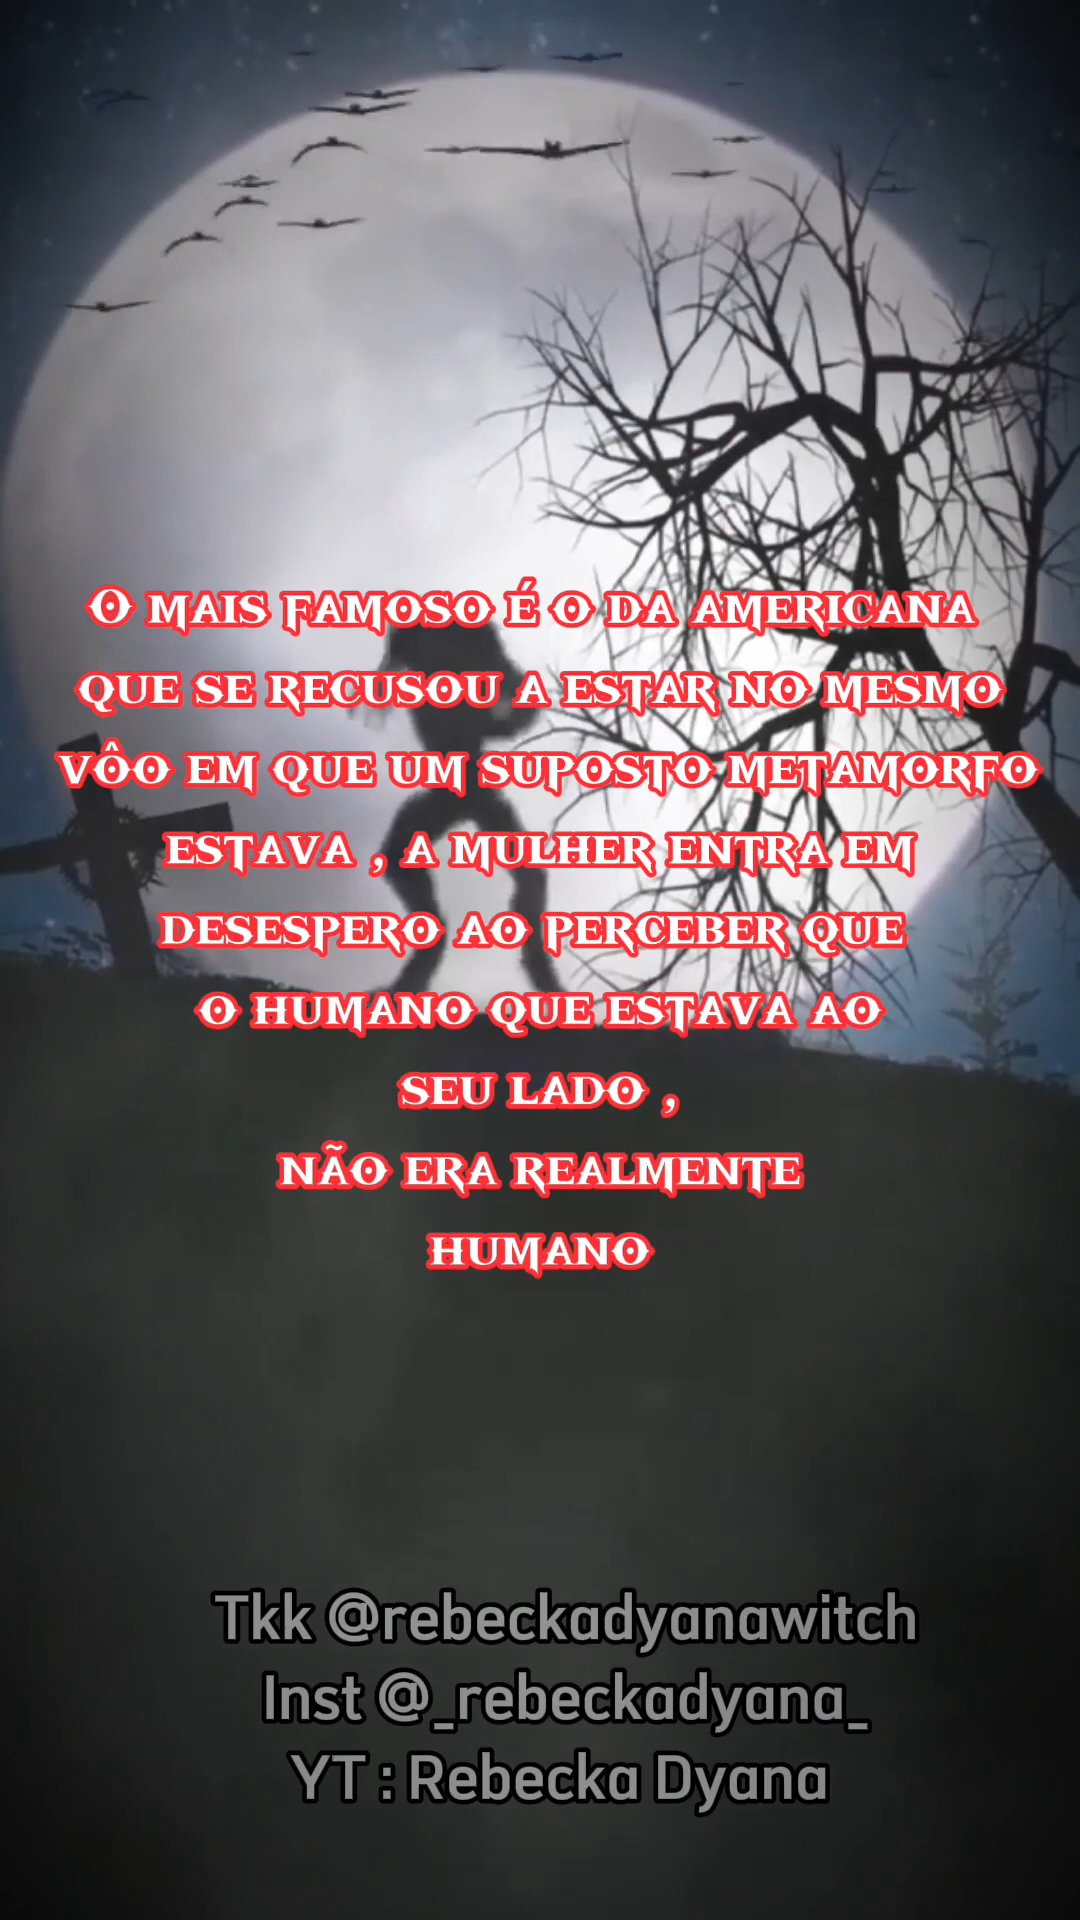 O MAIS FAMOSO É O DA AMERICANA
QUE SE RECUSOU A ESTAR NO MESMO
VÔO EM QUE UM SUPOSTO METAMORFO
ESTAVA , A MULHER ENTRA EM
DESESPERO AO PERCEBER QUE
O HUMANO QUE ESTAVA AO
SEU LADO ,
NÃO ERA REALMENTE
HUMANO
Tkk @rebeckadyanawitch
Inst @_rebeckadyana_
YT : Rebecka Dyana